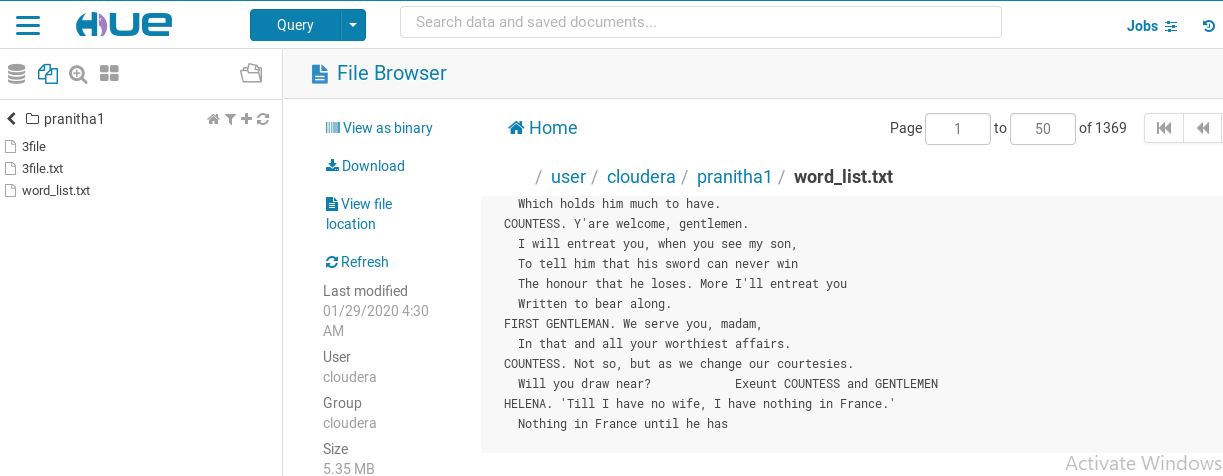 HUE
Query
Search data and saved documents...
Jobs
File Browser
pranitha1
3file
3file.txt
word_list.txt
View as binary
Download
View file
location
Refresh
Last modified
01/29/2020 4:30
AM
User
cloudera
Group
cloudera
Size
5.35 MB
Home
Page 1 to 50 of 1369
/ user / cloudera / pranitha1 / word_list.txt
Which holds him much to have.
COUNTESS. Y'are welcome, gentlemen.
I will entreat you, when you see my son,
To tell him that his sword can never win
The honour that he loses. More I'll entreat you
Written to bear along.
FIRST GENTLEMAN. We serve you, madam,
In that and all your worthiest affairs.
COUNTESS. Not so, but as we change our courtesies.
Will you draw near? Exeunt COUNTESS and GENTLEMEN
HELENA. 'Till I have no wife, I have nothing in France.'
Nothing in France until he has
Activate Windows